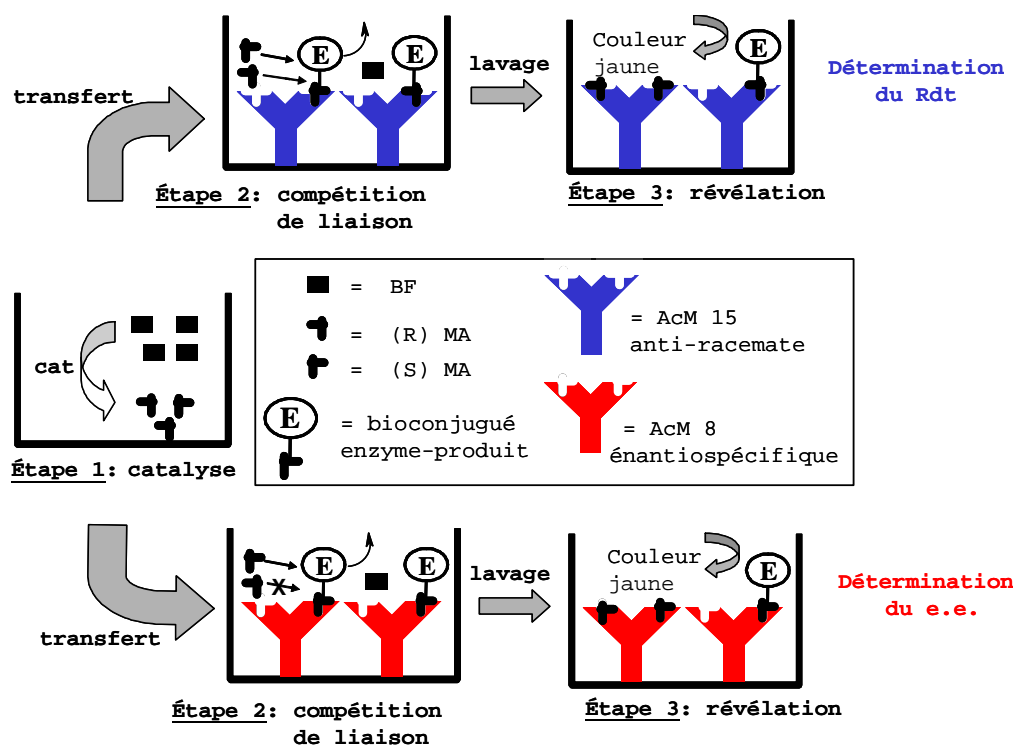 transfert
E
E
Étape 2: compétition
de liaison
lavage
Couleur
jaune
E
Étape 3: révélation
Détermination
du Rdt
cat
Étape 1: catalyse
= BF
= (R) MA
= (S) MA
E
= bioconjugué
enzyme-produit
= AcM 15
anti-racemate
= AcM 8
énantiospécifique
transfert
X
E
E
Étape 2: compétition
de liaison
lavage
Couleur
jaune
E
Étape 3: révélation
Détermination
du e.e.